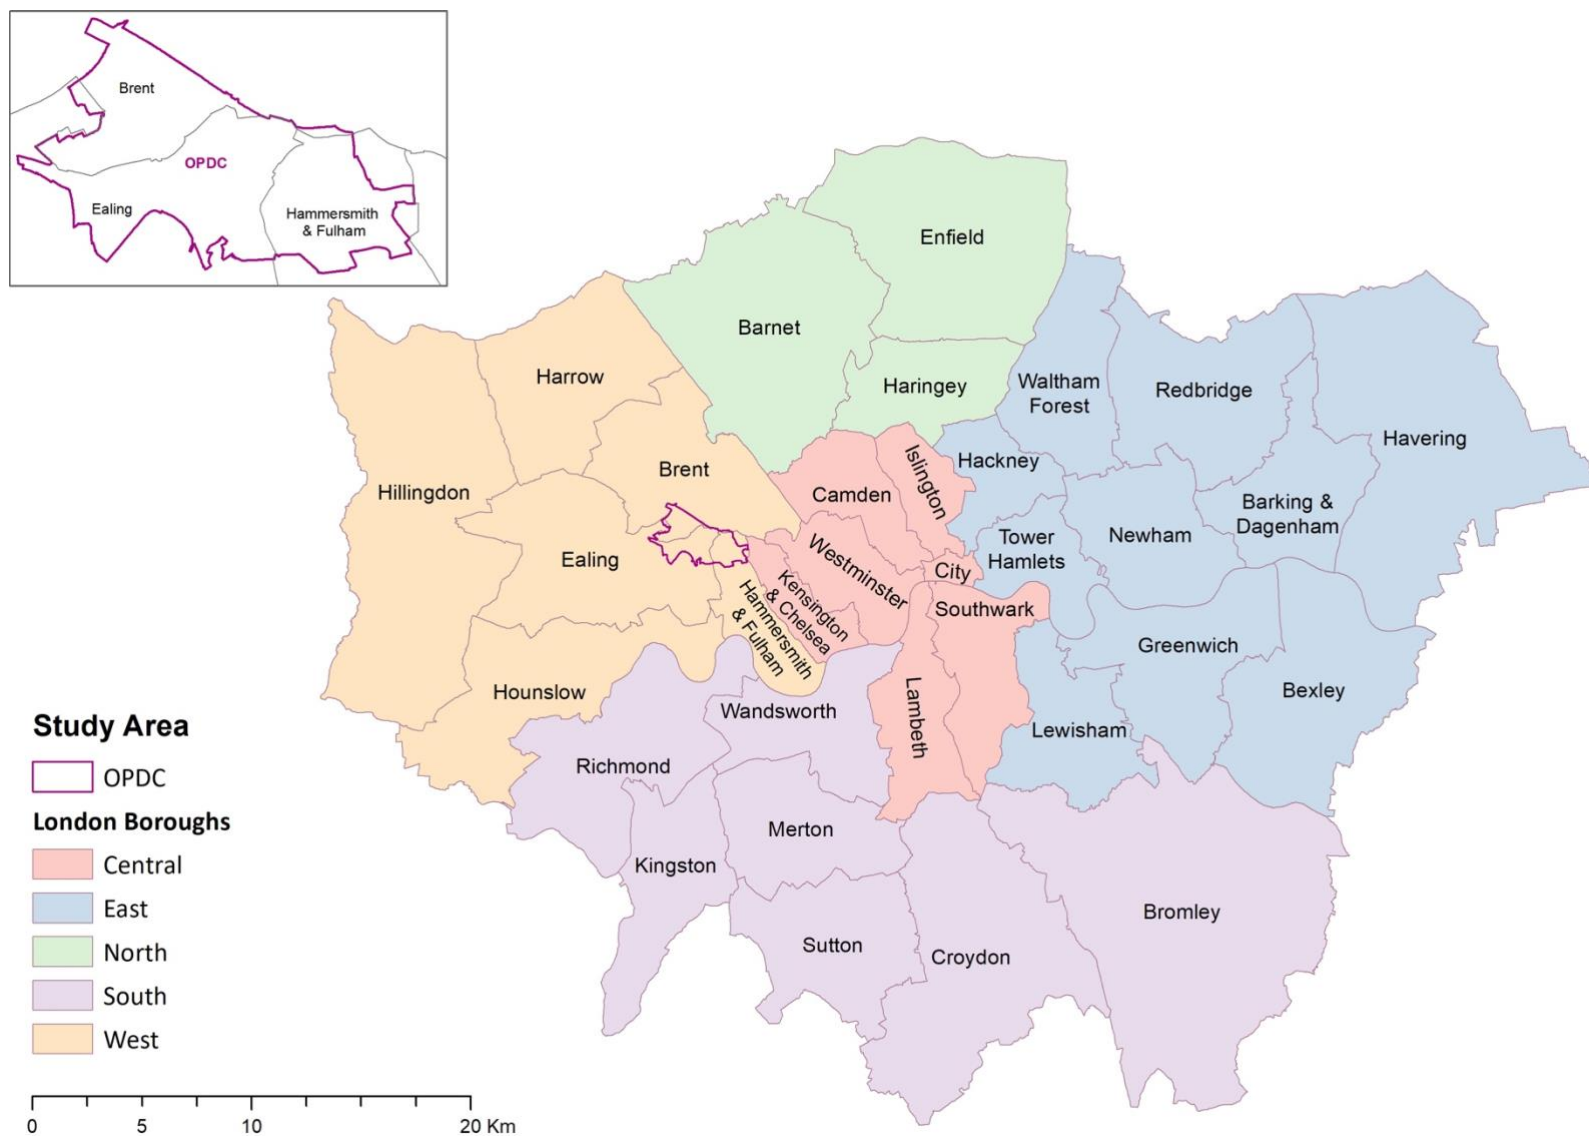 Brent
OPDC
Ealing
Hammersmith
& Fulham
Enfield
Barnet
Haringey
Harrow
Waltham
Forest
Redbridge
Havering
Brent
Hackney
Islington
Camden
Hillingdon
Barking &
Dagenham
Newham
Tower
Hamlets
Ealing
Westminster
City
Kensington
& Chelsea
Southwark
Hammersmith
& Fulham
Greenwich
Hounslow
Bexley
Lambeth
Wandsworth
Lewisham
Richmond
Merton
Kingston
Bromley
Sutton
Croydon
Study Area
OPDC
London Boroughs
Central
East
North
South
West
0 5 10 20 Km